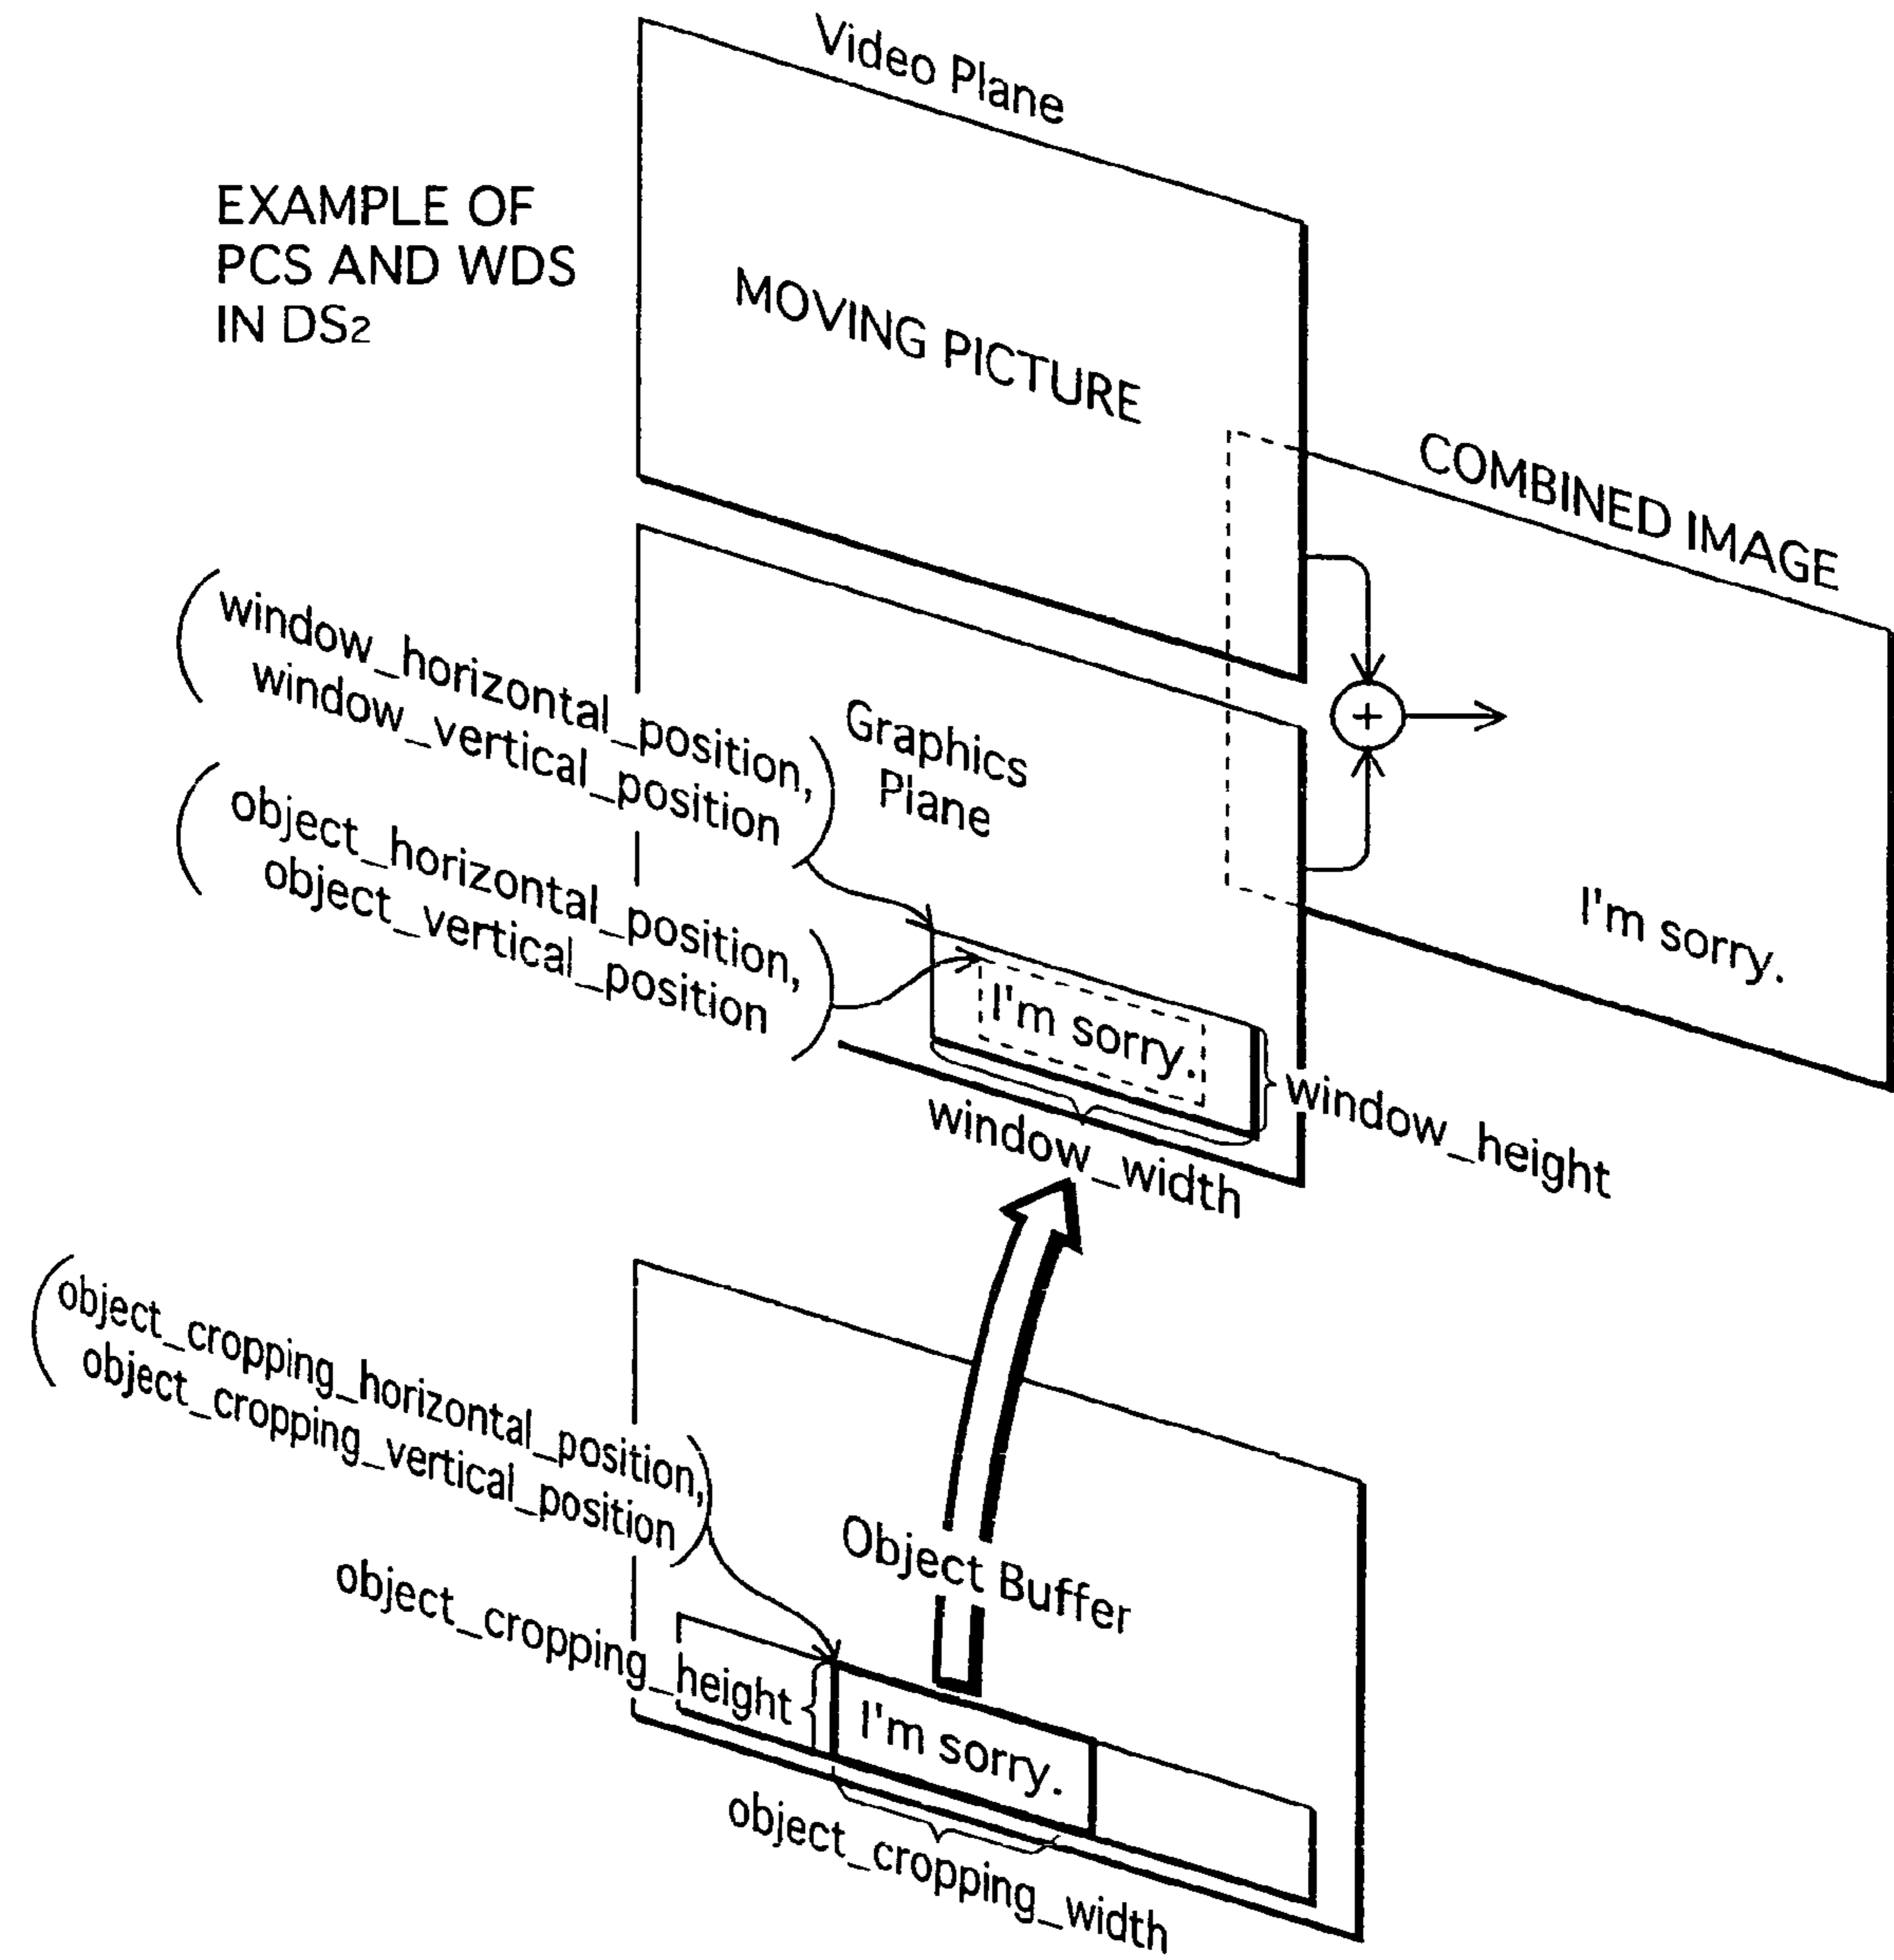 Video Plane
EXAMPLE OF
PCS AND WDS
IN DS2
MOVING PICTURE
COMBINED IMAGE
(window_horizontal_position,
window_vertical_position)
Graphics
Plane
+
(object_horizontal_position,
object_vertical_position)
I'm sorry.
I'm sorry.
window_height
window_width
(object_cropping_horizontal_position,
object_cropping_vertical_position)
Object Buffer
object_cropping_height
I'm sorry.
object_cropping_width